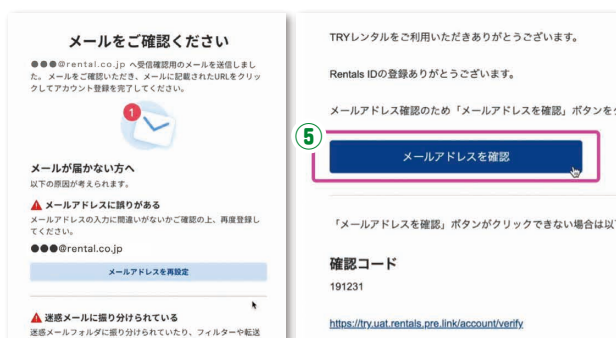 メールをご確認ください
●●●@rental.co.jp へ受信確認用のメールを送信しまし
た。メールをご確認いただき、メールに記載されたURLをクリッ
クしてアカウント登録を完了してください。
1
メールが届かない方へ
以下の原因が考えられます。
メールアドレスに誤りがある
メールアドレスの入力に間違いがないかご確認の上、再度登録し
てください。
●●●@rental.co.jp
メールアドレスを再設定
迷惑メールに振り分けられている
迷惑メールフォルダに振り分けられていたり、フィルターや転送
TRYレンタルをご利用いただきありがとうございます。
Rentals IDの登録ありがとうございます。
メールアドレス確認のため「メールアドレスを確認」ボタンを
⑤
メールアドレスを確認
「メールアドレスを確認」ボタンがクリックできない場合は以
確認コード
191231
https://try.uat.rentals.pre.link/account/verify